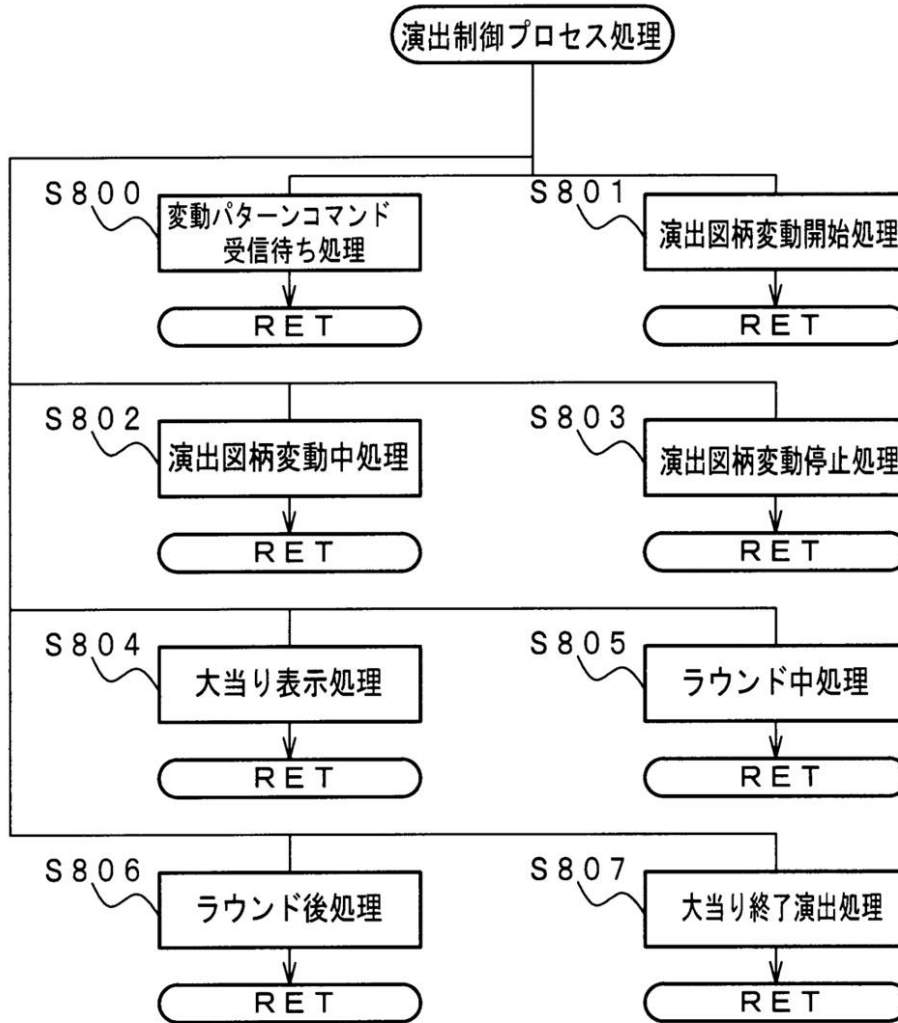 演出制御プロセス処理
S800
変動パターンコマンド
受信待ち処理
RET
S801
演出図柄変動開始処理
RET
S802
演出図柄変動中処理
RET
S803
演出図柄変動停止処理
RET
S804
大当り表示処理
RET
S805
ラウンド中処理
RET
S806
ラウンド後処理
RET
S807
大当り終了演出処理
RET